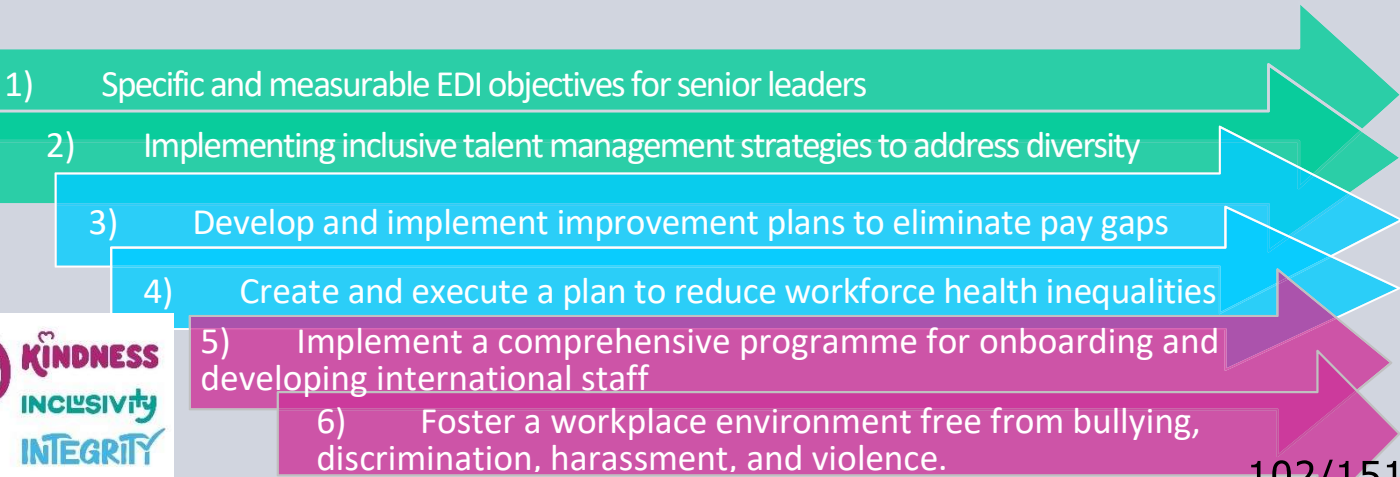 1) Specific and measurable EDI objectives for senior leaders
2) Implementing inclusive talent management strategies to address diversity
3) Develop and implement improvement plans to eliminate pay gaps
4) Create and execute a plan to reduce workforce health inequalities
5) Implement a comprehensive programme for onboarding and
developing international staff
6) Foster a workplace environment free from bullying,
discrimination, harassment, and violence.
KINDNESS
INCLUSIVITY
INTEGRITY
102/151